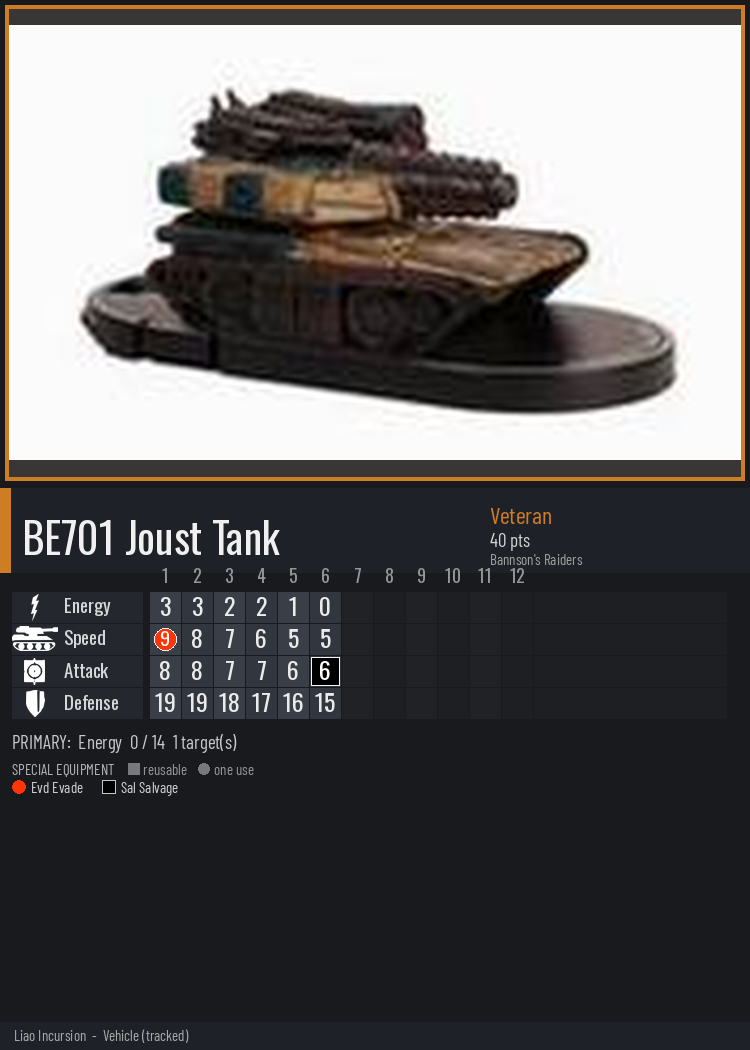 BE701 Joust Tank
Veteran
40 pts
Bannson's Raiders
1 2 3 4 5 6 7 8 9 10 11 12
Energy 3 3 2 2 1 0
Speed 9 8 7 6 5 5
Attack 8 8 7 7 6 6
Defense 19 19 18 17 16 15
PRIMARY: Energy 0 / 14 1 target(s)
SPECIAL EQUIPMENT reusable one use
Evd Evade Sal Salvage
Liao Incursion - Vehicle (tracked)